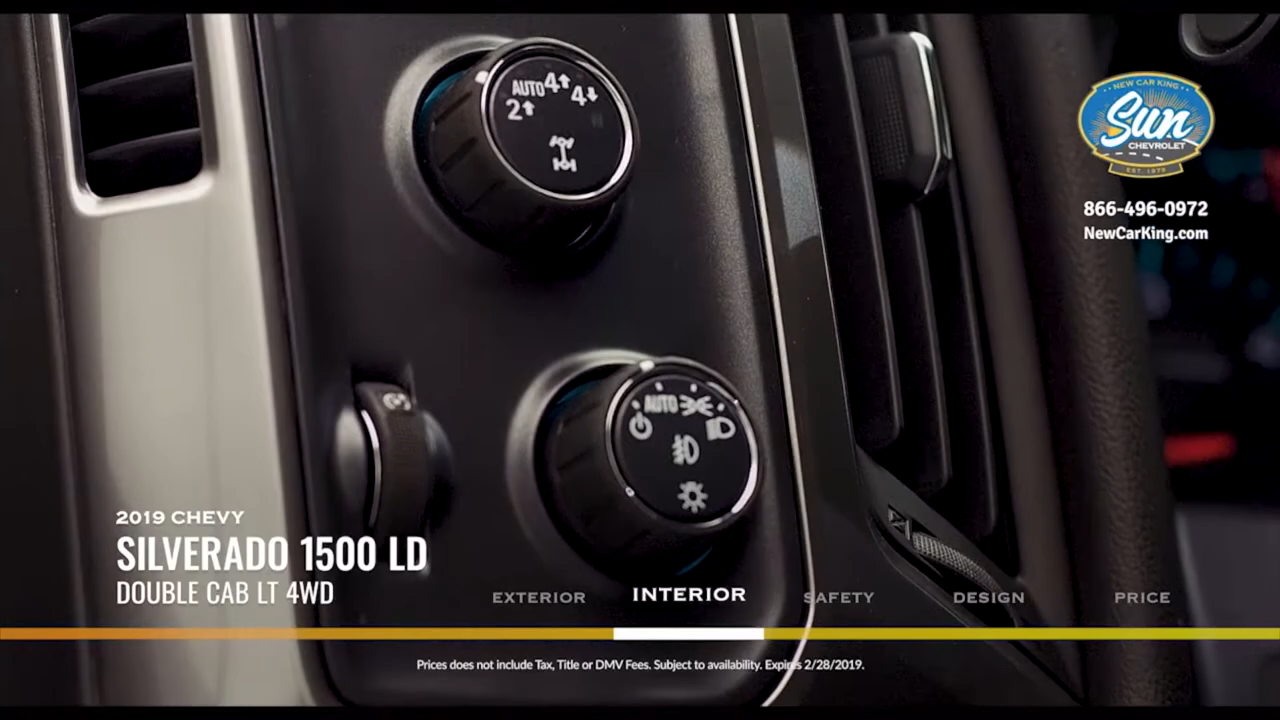 AUTO 4 4
2
NEW CAR KING
Sun
CHEVROLET
EST. 1979
866-496-0972
NewCarKing.com
AUTO
2019 CHEVY
SILVERADO 1500 LD
DOUBLE CAB LT 4WD
EXTERIOR INTERIOR SAFETY DESIGN PRICE
Prices does not include Tax, Title or DMV Fees. Subject to availability. Expires 2/28/2019.